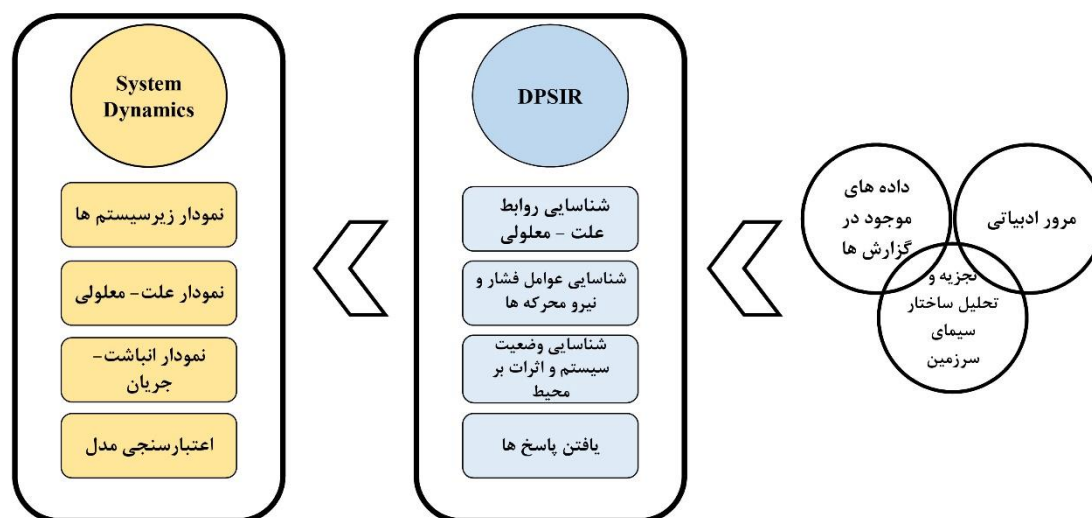 داده های
موجود در
گزارش ها
مرور ادبیاتی
تجزیه و
تحلیل ساختار
سیمای
سرزمین
DPSIR
شناسایی روابط
علت - معلولی
شناسایی عوامل فشار و
نیرو محرکه ها
شناسایی وضعیت
سیستم و اثرات بر
محیط
یافتن پاسخ ها
System
Dynamics
نمودار زیرسیستم ها
نمودار علت- معلولی
نمودار انباشت-
جریان
اعتبارسنجی مدل